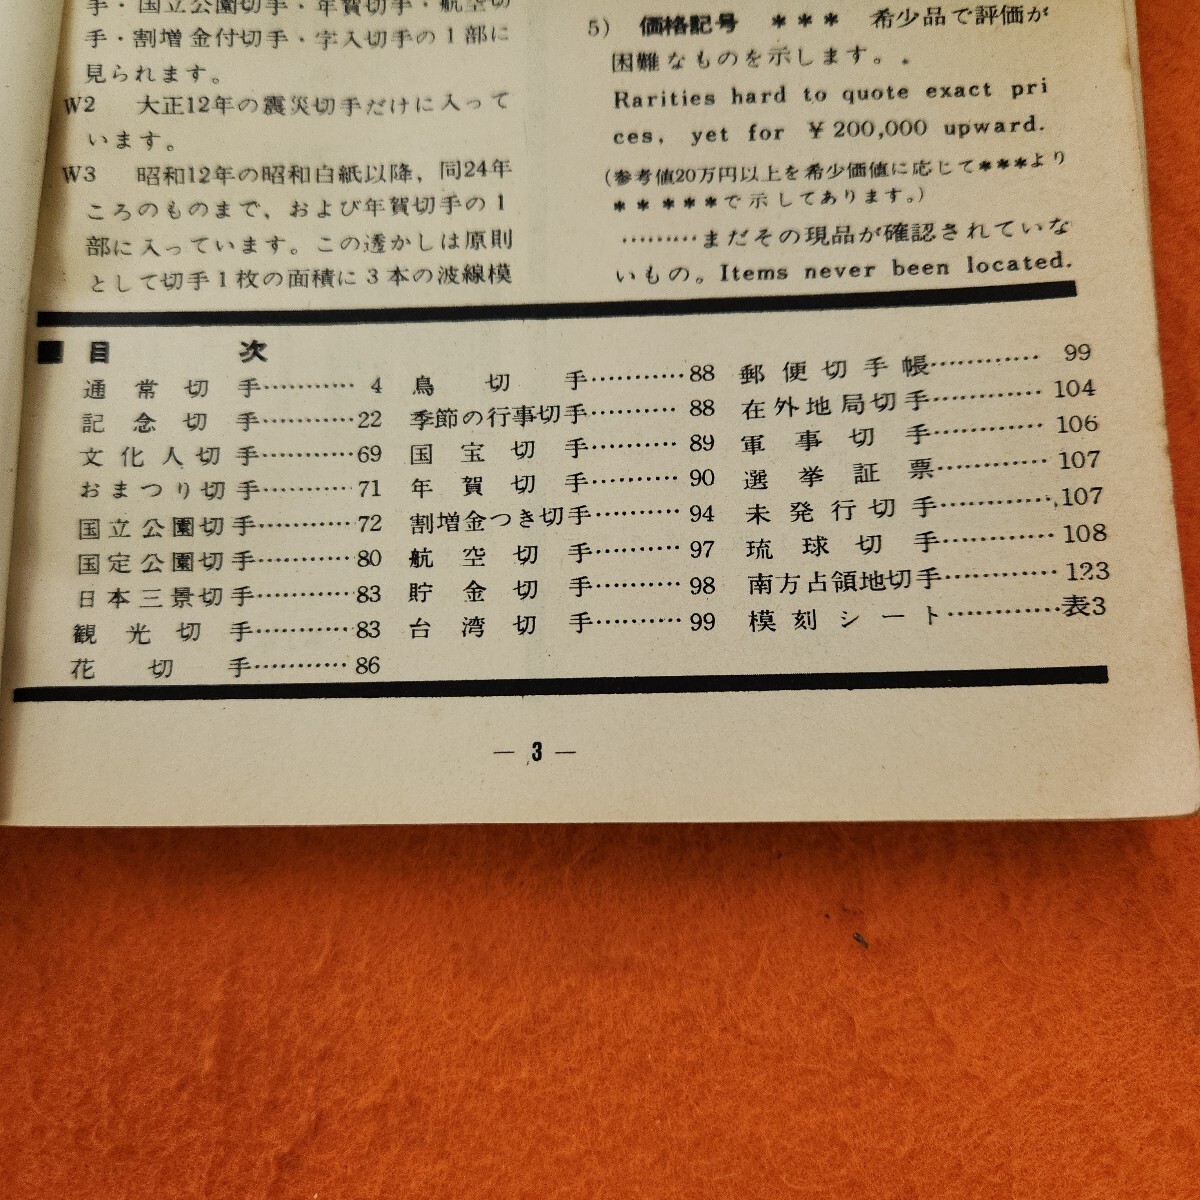 手・国立公園切手・年賀切手・航空切
手・割増金付切手・字入切手の1部に
見られます。
W2　大正12年の震災切手だけに入って
います。
W3　昭和12年の昭和白紙以降，同24年
ころのものまで、および年賀切手の1
部に入っています。この透かしは原則
として切手1枚の面積に3本の波線模
5)　価格記号　＊＊＊　希少品で評価が
困難なものを示します。.
Rarities hard to quote exact pri
ces, yet for ￥200,000 upward.
(参考値20万円以上を希少価値に応じて＊＊＊より
＊＊＊＊＊で示してあります。)
………まだその現品が確認されていな
いもの。Items never been located.
■目　次
通常切手…………4
記念切手…………22
文化人切手…………69
おまつり切手…………71
国立公園切手…………72
国定公園切手…………80
日本三景切手…………83
観光切手…………83
花切手…………86
鳥切手…………88
季節の行事切手…………88
国宝切手…………89
年賀切手…………90
割増金つき切手…………94
航空切手…………97
貯金切手…………98
台湾切手…………99
郵便切手帳…………99
在外地局切手…………104
軍事切手…………106
選挙証票…………107
未発行切手…………107
琉球切手…………108
南方占領地切手…………123
模刻シート…………表3
— 3 —